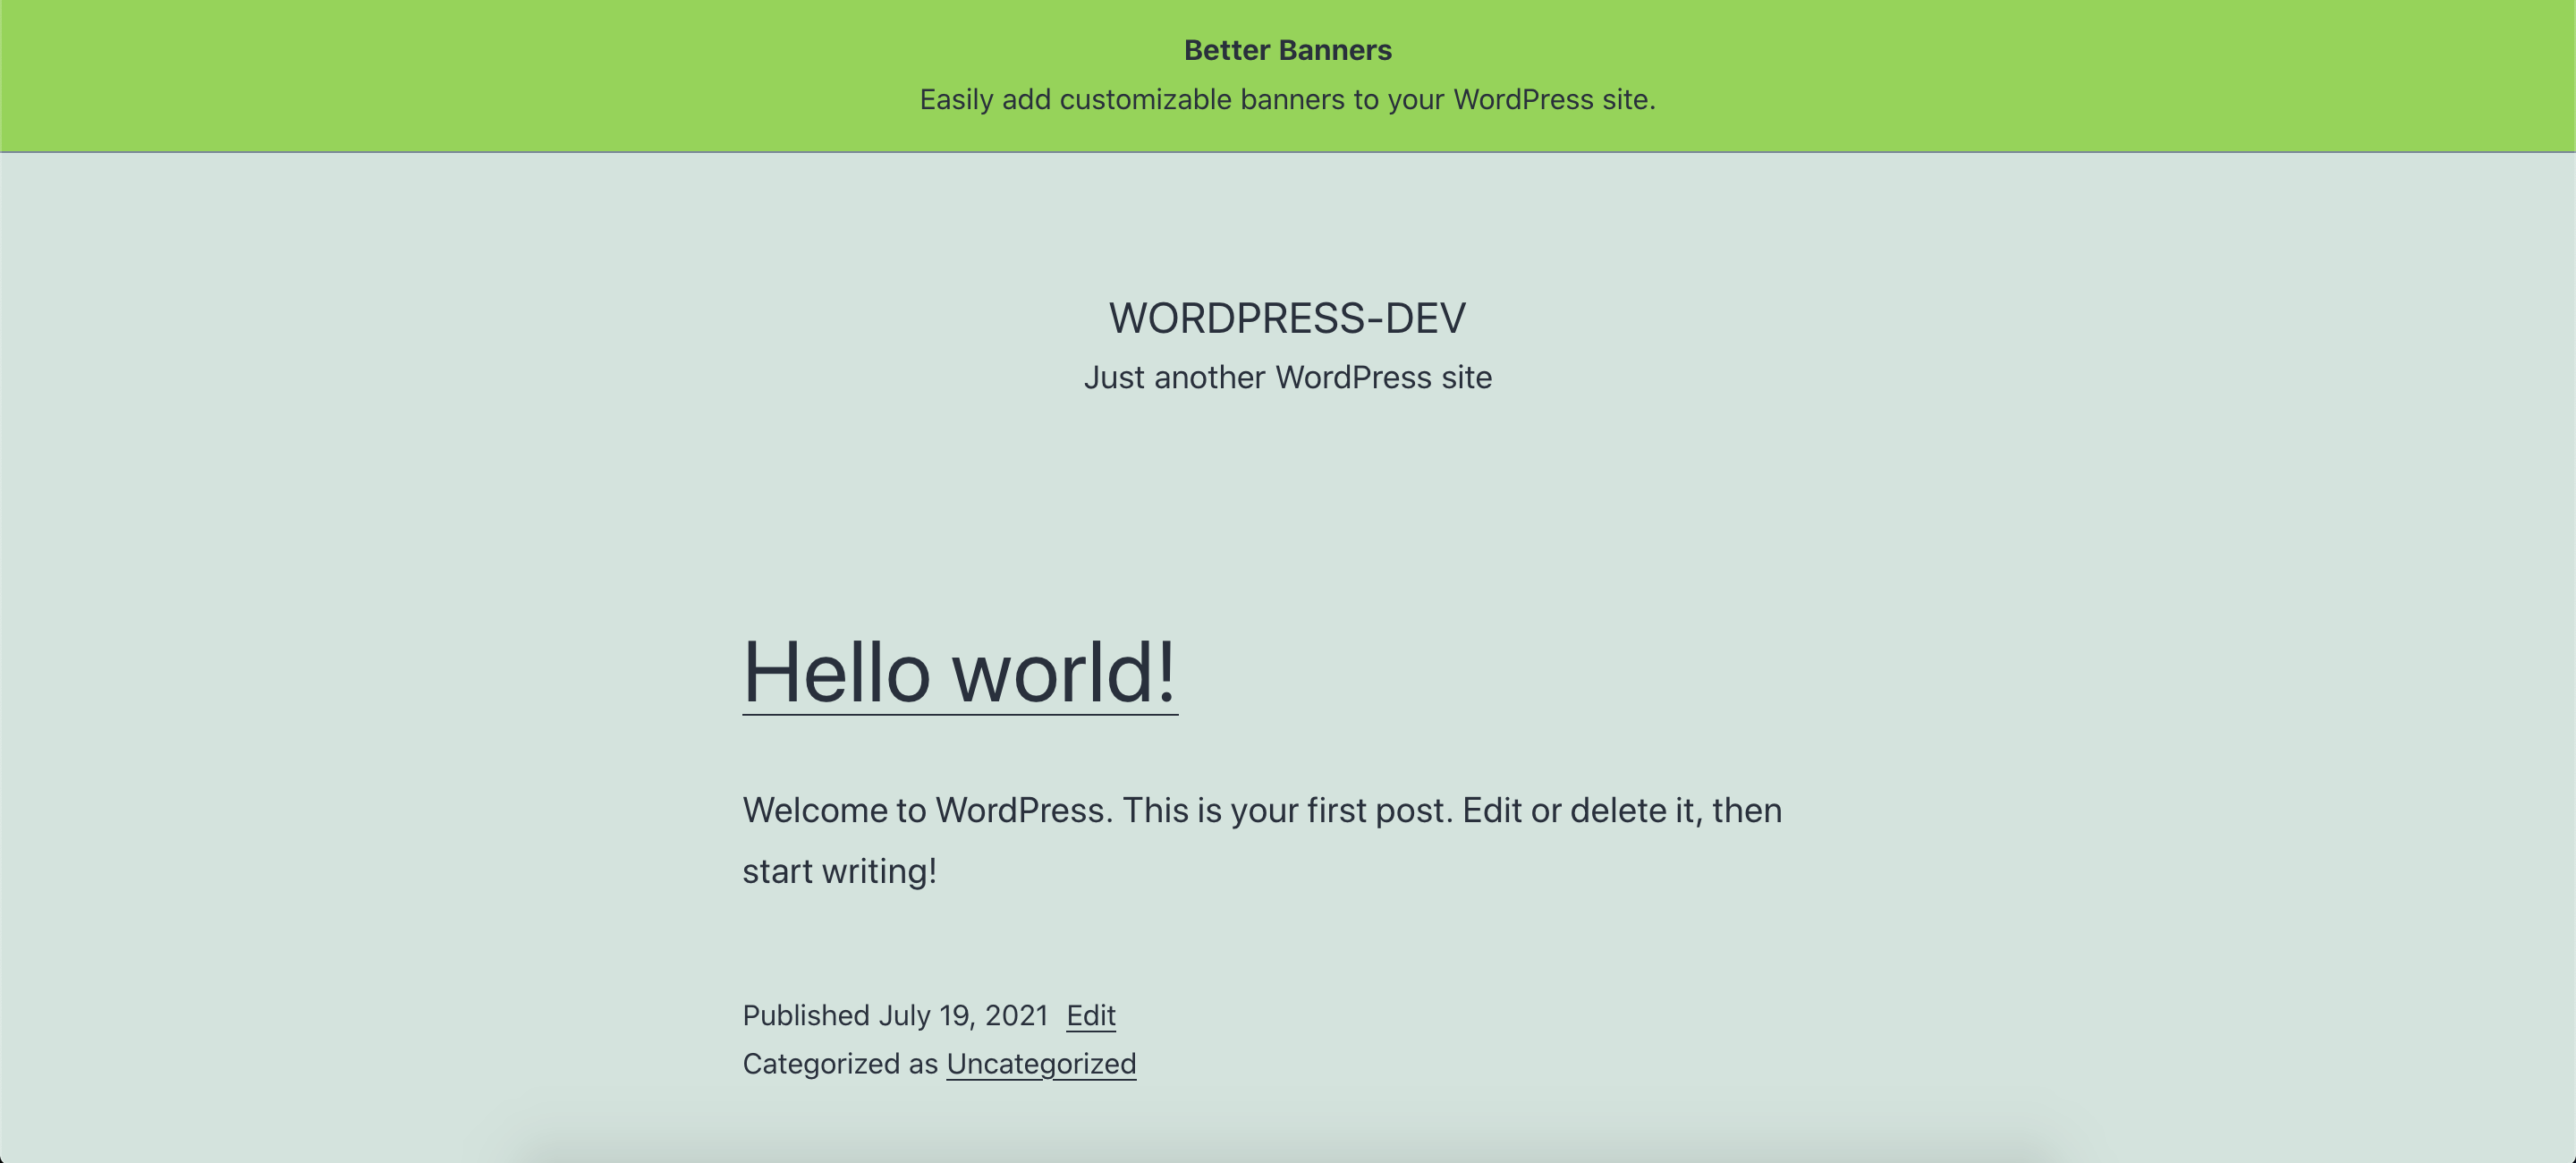 Better Banners
Easily add customizable banners to your WordPress site.
WORDPRESS-DEV
Just another WordPress site
Hello world!
Welcome to WordPress. This is your first post. Edit or delete it, then
start writing!
Published July 19, 2021 Edit
Categorized as Uncategorized